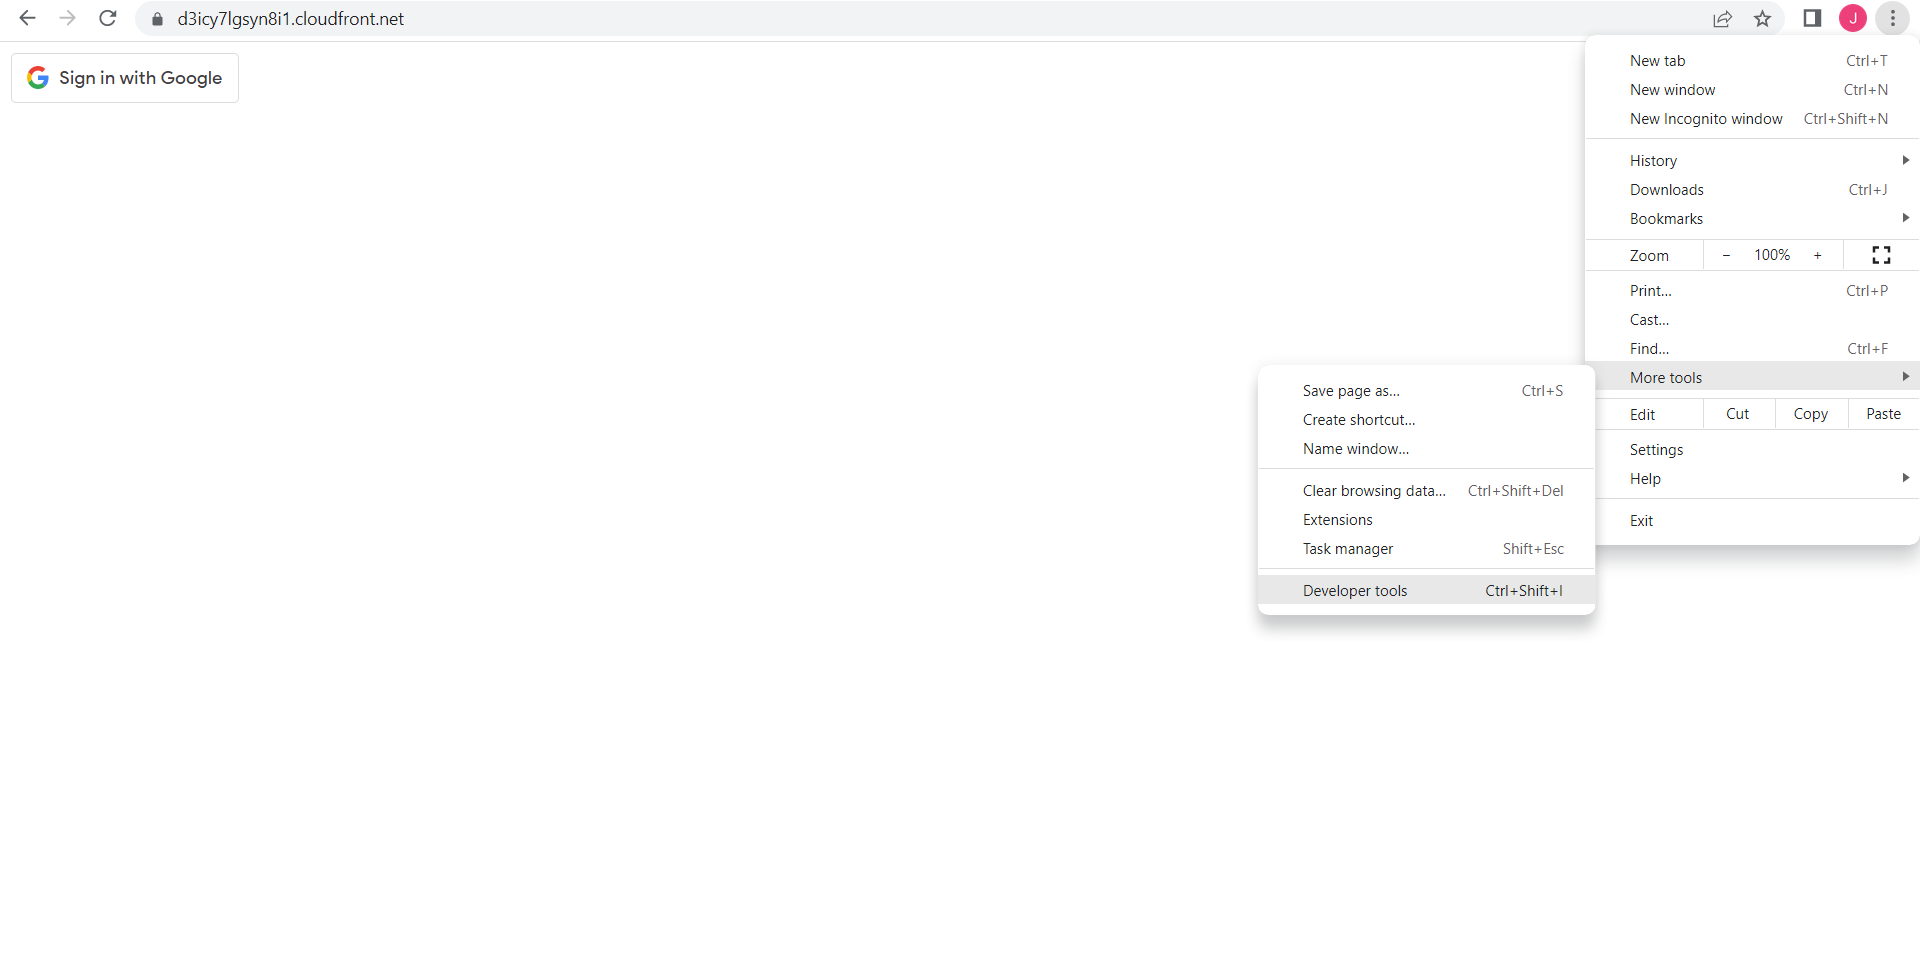 d3icy7lgsyn8i1.cloudfront.net
J
Sign in with Google
New tab Ctrl+T
New window Ctrl+N
New Incognito window Ctrl+Shift+N
History
Downloads Ctrl+J
Bookmarks
Zoom − 100% +
Print... Ctrl+P
Cast...
Find... Ctrl+F
More tools
Edit Cut Copy Paste
Settings
Help
Exit
Save page as... Ctrl+S
Create shortcut...
Name window...
Clear browsing data... Ctrl+Shift+Del
Extensions
Task manager Shift+Esc
Developer tools Ctrl+Shift+I